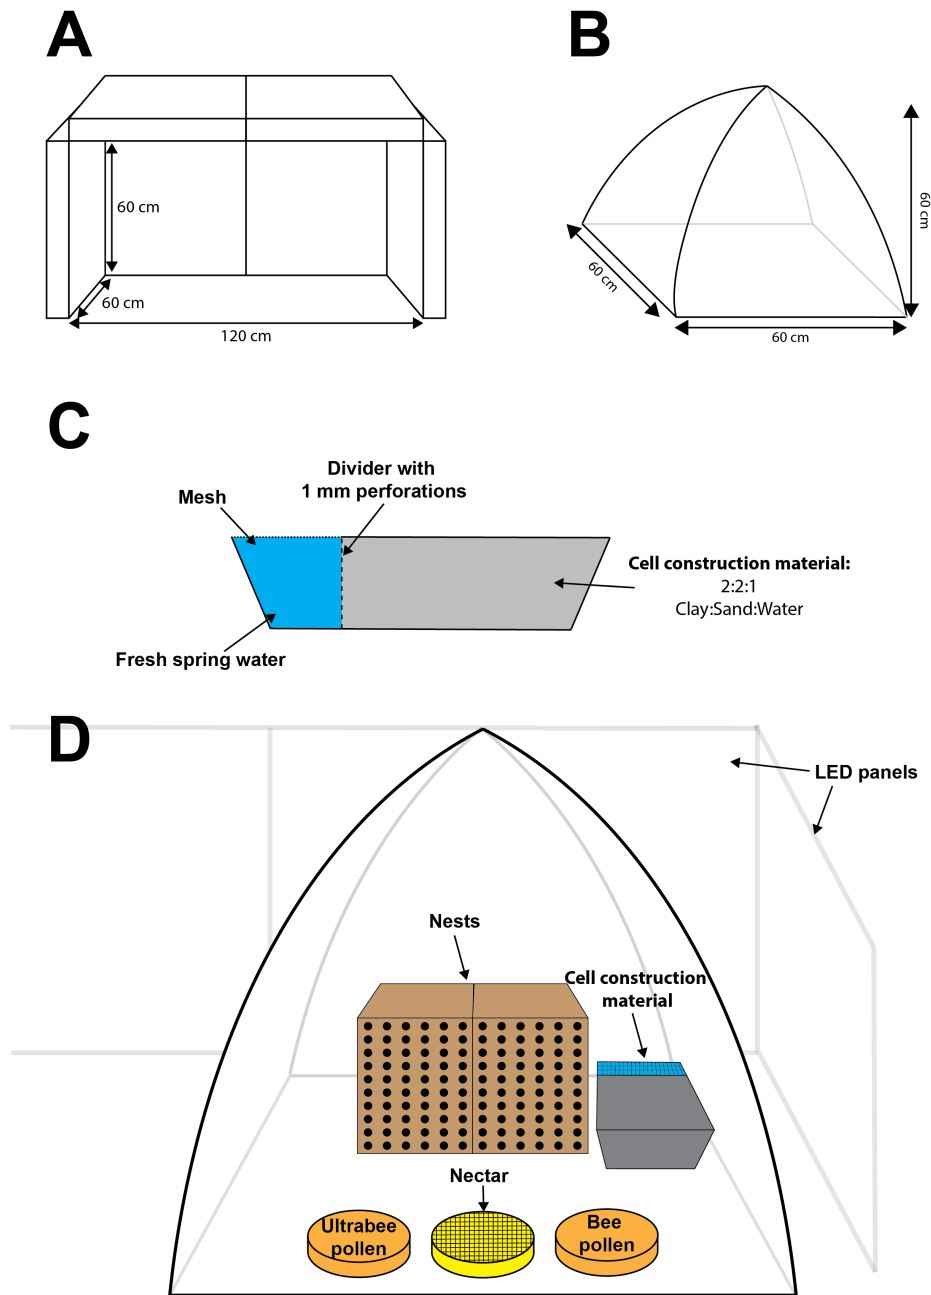 A
B
60 cm
60 cm
120 cm
60 cm
60 cm
60 cm
C
Divider with
1 mm perforations
Mesh
Cell construction material:
2:2:1
Clay:Sand:Water
Fresh spring water
D
LED panels
Nests
Cell construction
material
Nectar
Ultrabee
pollen
Bee
pollen